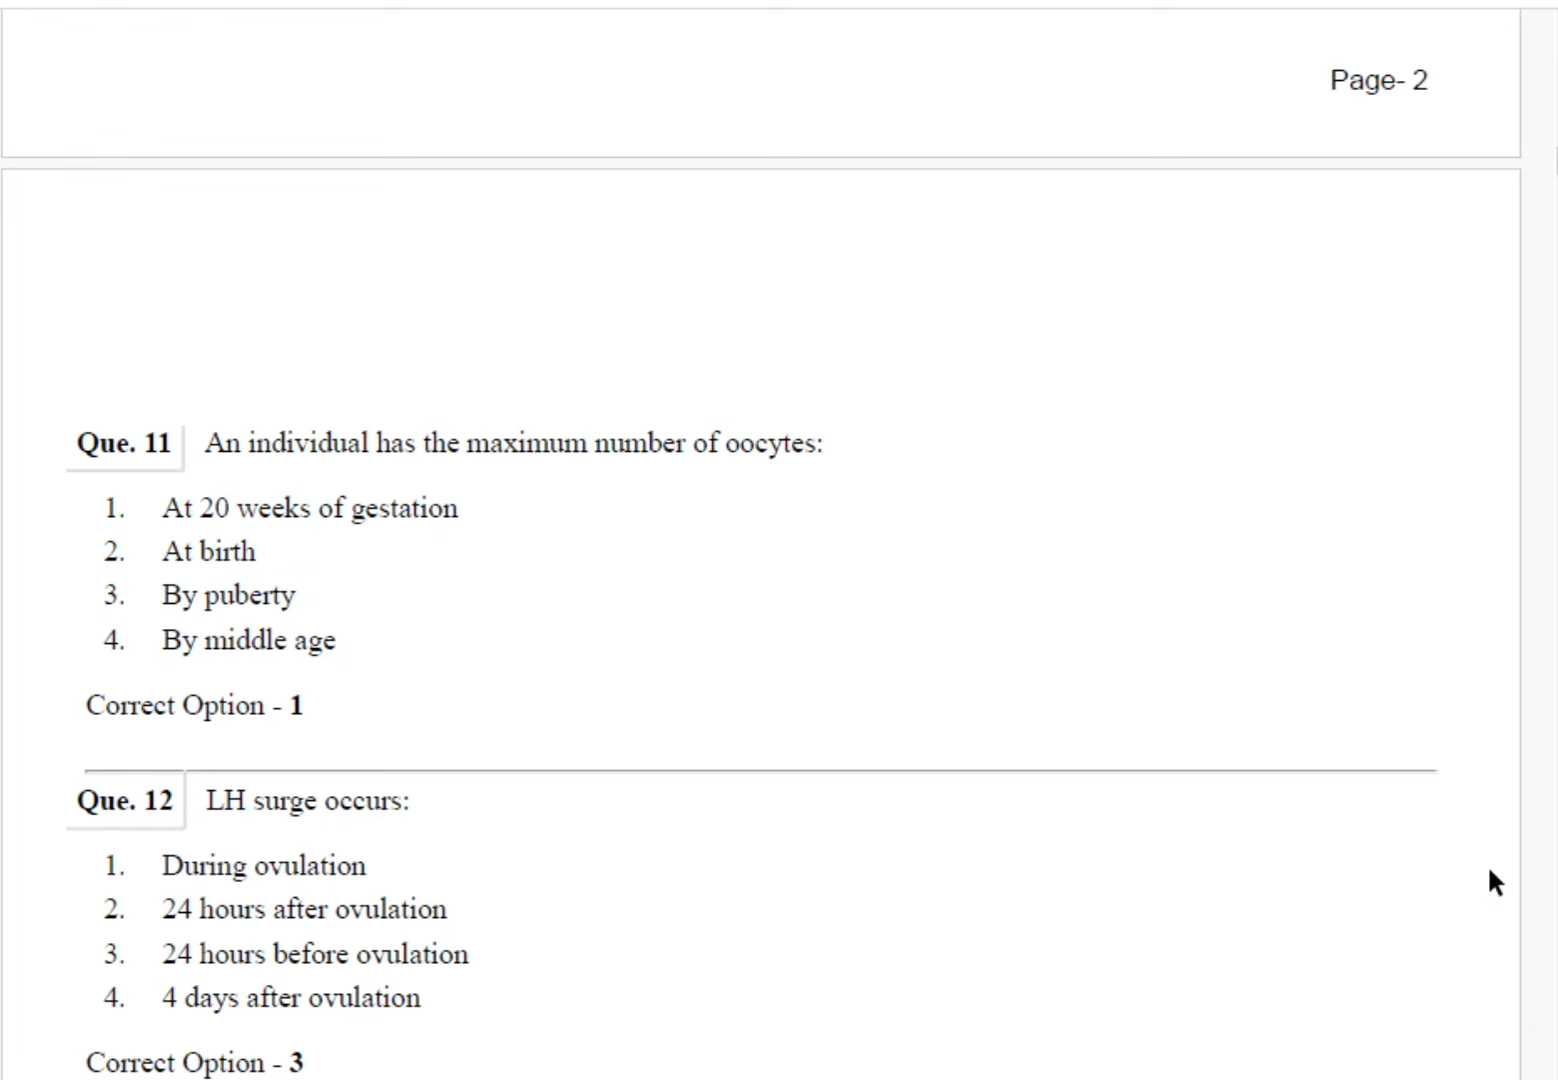 Page- 2
Que. 11 An individual has the maximum number of oocytes:
1. At 20 weeks of gestation
2. At birth
3. By puberty
4. By middle age
Correct Option - 1
Que. 12 LH surge occurs:
1. During ovulation
2. 24 hours after ovulation
3. 24 hours before ovulation
4. 4 days after ovulation
Correct Option - 3